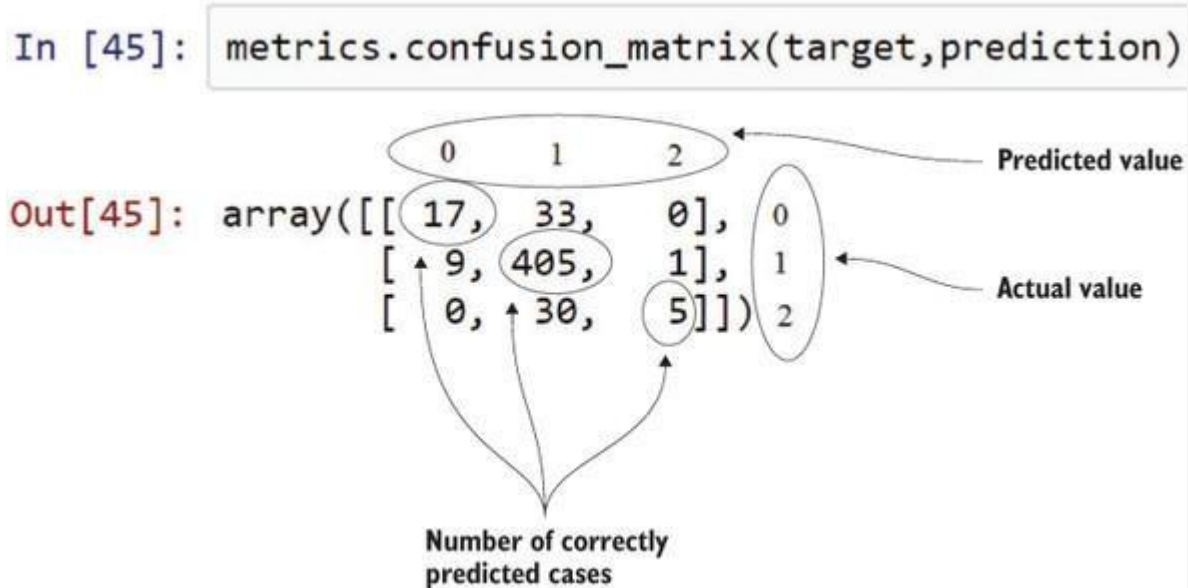 In [45]: metrics.confusion_matrix(target,prediction)
0 1 2
Predicted value
Out[45]: array([[ 17, 33, 0], 0
[ 9, 405, 1], 1
[ 0, 30, 5]]) 2
Actual value
Number of correctly
predicted cases